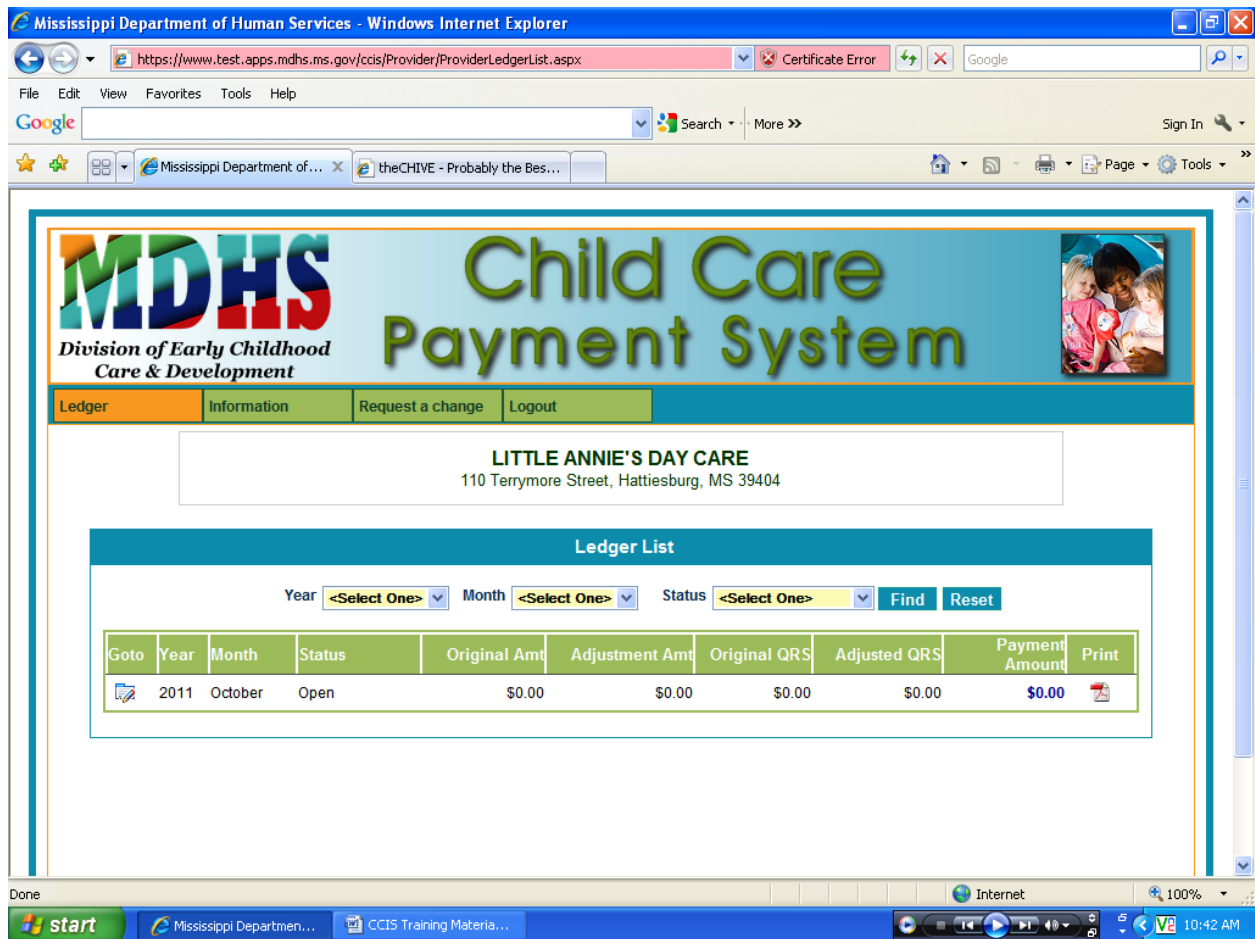 Mississippi Department of Human Services - Windows Internet Explorer
https://www.test.apps.mdhs.ms.gov/ccis/Provider/ProviderLedgerList.aspx Certificate Error Google
File Edit View Favorites Tools Help
Google Search More >> Sign In
Mississippi Department of... X theCHIVE - Probably the Bes... Page Tools »
MDHS
Division of Early Childhood
Care & Development
Child Care
Payment System
Ledger Information Request a change Logout
LITTLE ANNIE'S DAY CARE
110 Terrymore Street, Hattiesburg, MS 39404
Ledger List
Year <Select One> Month <Select One> Status <Select One> Find Reset
Goto Year Month Status Original Amt Adjustment Amt Original QRS Adjusted QRS Payment Amount Print
2011 October Open $0.00 $0.00 $0.00 $0.00 $0.00
Done Internet 100%
start Mississippi Departmen... CCIS Training Materia... 10:42 AM